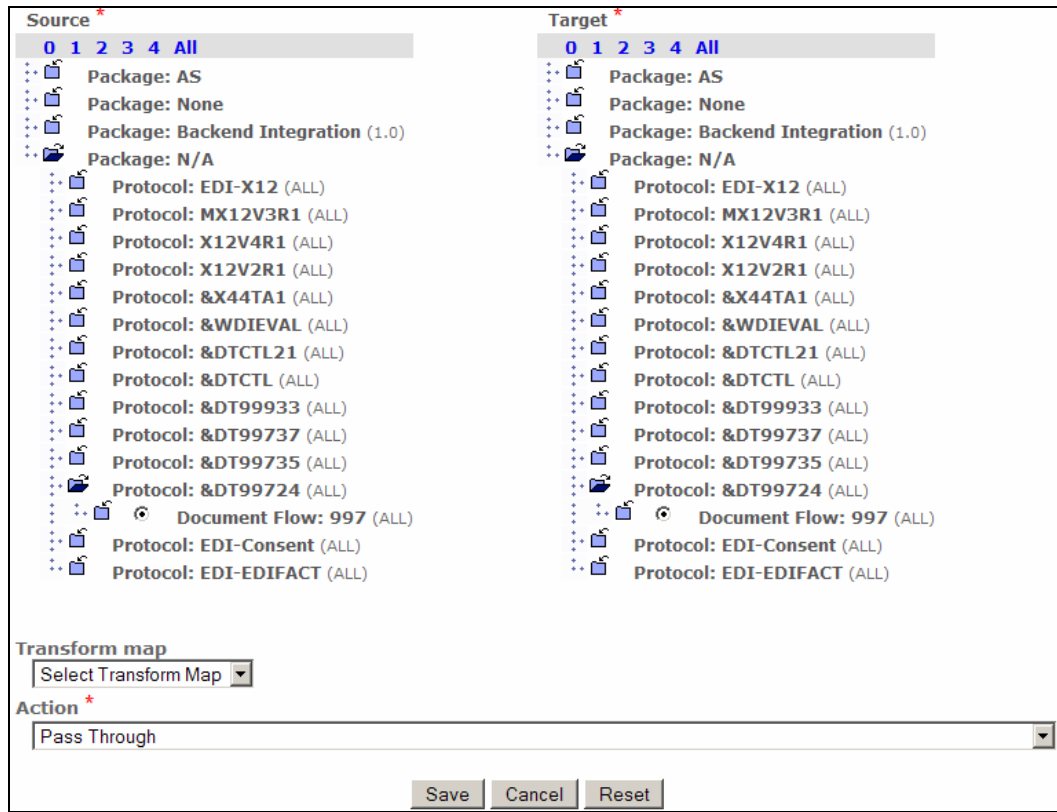 Source *
0 1 2 3 4 All
Package: AS
Package: None
Package: Backend Integration (1.0)
Package: N/A
Protocol: EDI-X12 (ALL)
Protocol: MX12V3R1 (ALL)
Protocol: X12V4R1 (ALL)
Protocol: X12V2R1 (ALL)
Protocol: &X44TA1 (ALL)
Protocol: &WDIEVAL (ALL)
Protocol: &DTCTL21 (ALL)
Protocol: &DTCTL (ALL)
Protocol: &DT99933 (ALL)
Protocol: &DT99737 (ALL)
Protocol: &DT99735 (ALL)
Protocol: &DT99724 (ALL)
Document Flow: 997 (ALL)
Protocol: EDI-Consent (ALL)
Protocol: EDI-EDIFACT (ALL)
Target *
0 1 2 3 4 All
Package: AS
Package: None
Package: Backend Integration (1.0)
Package: N/A
Protocol: EDI-X12 (ALL)
Protocol: MX12V3R1 (ALL)
Protocol: X12V4R1 (ALL)
Protocol: X12V2R1 (ALL)
Protocol: &X44TA1 (ALL)
Protocol: &WDIEVAL (ALL)
Protocol: &DTCTL21 (ALL)
Protocol: &DTCTL (ALL)
Protocol: &DT99933 (ALL)
Protocol: &DT99737 (ALL)
Protocol: &DT99735 (ALL)
Protocol: &DT99724 (ALL)
Document Flow: 997 (ALL)
Protocol: EDI-Consent (ALL)
Protocol: EDI-EDIFACT (ALL)
Transform map
Select Transform Map
Action *
Pass Through
Save Cancel Reset